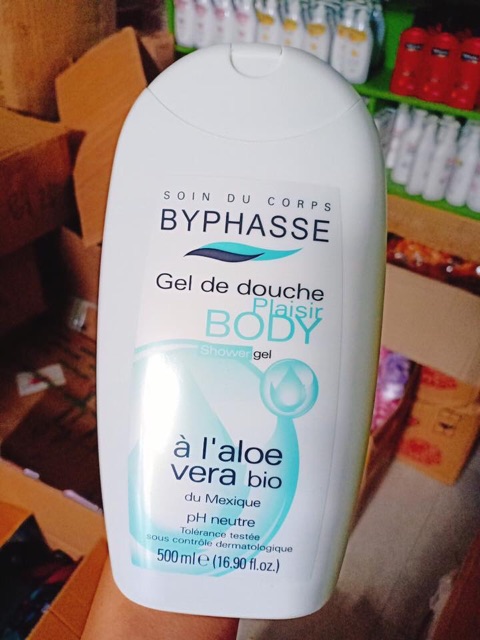 SOIN DU CORPS
BYPHASSE
Gel de douche
Plaisir
BODY
Shower gel
à l'aloe
vera bio
du Mexique
pH neutre
Tolérance testée
sous contrôle dermatologique
500 ml ℮ (16.90 fl.oz.)